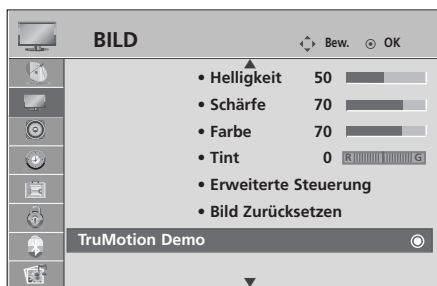 BILD Bew. OK
• Helligkeit 50
• Schärfe 70
• Farbe 70
• Tint 0 R G
• Erweiterte Steuerung
• Bild Zurücksetzen
TruMotion Demo